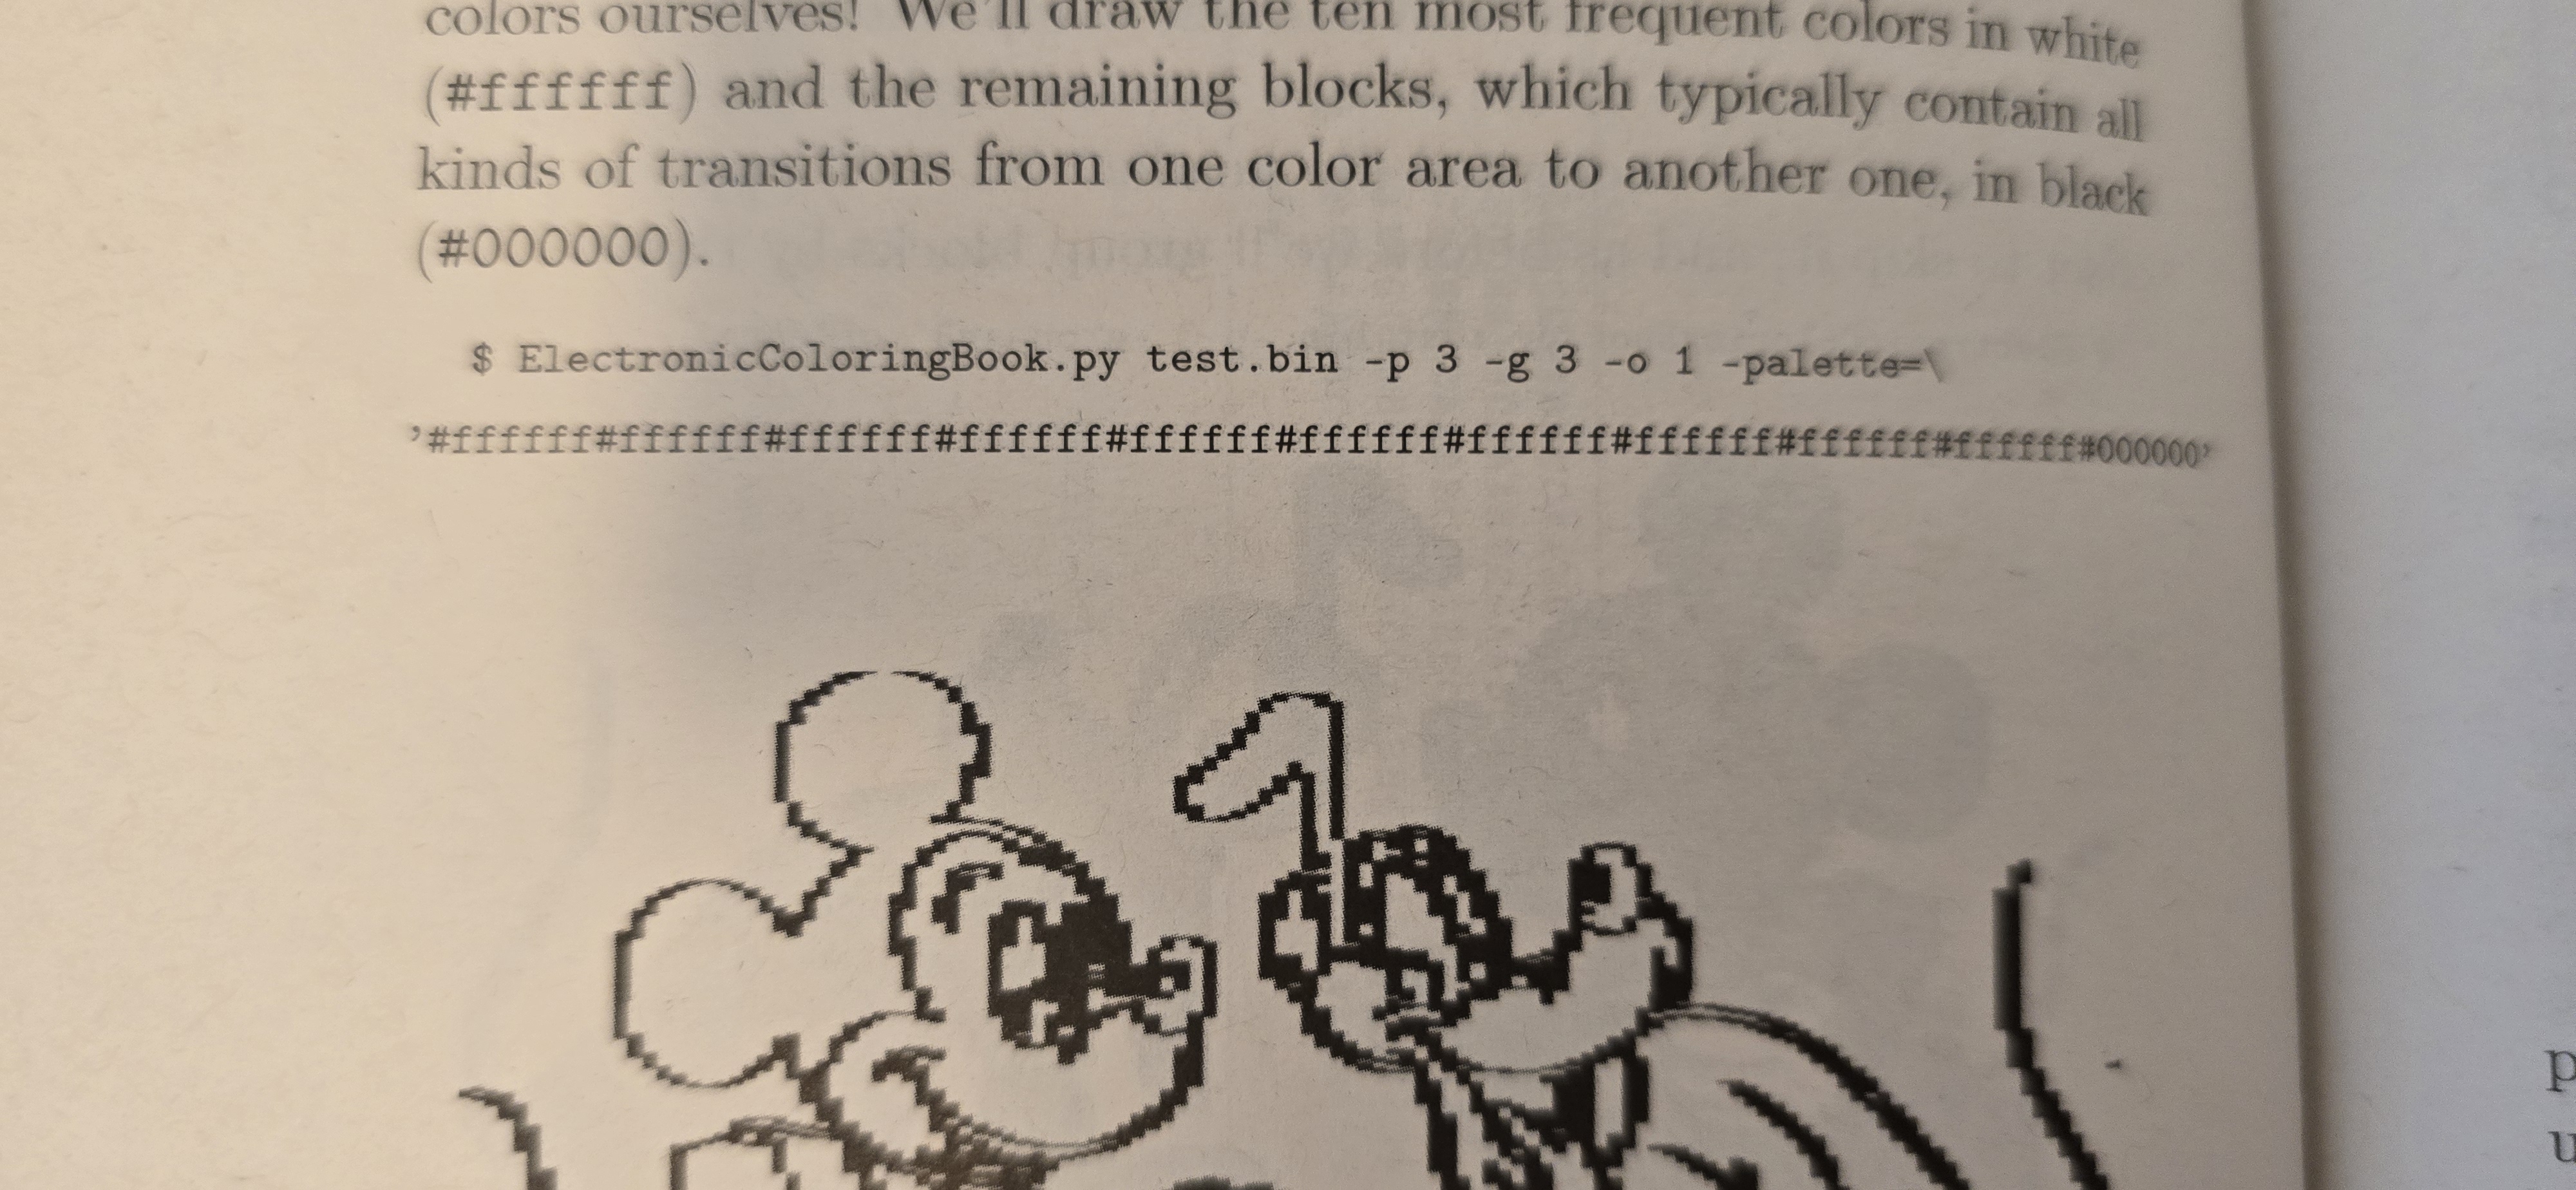 colors ourselves! We'll draw the ten most frequent colors in white
(#ffffff) and the remaining blocks, which typically contain all
kinds of transitions from one color area to another one, in black
(#000000).
$ ElectronicColoringBook.py test.bin -p 3 -g 3 -o 1 -palette=\
'#ffffff#ffffff#ffffff#ffffff#ffffff#ffffff#ffffff#ffffff#ffffff#ffffff#000000'
p
u